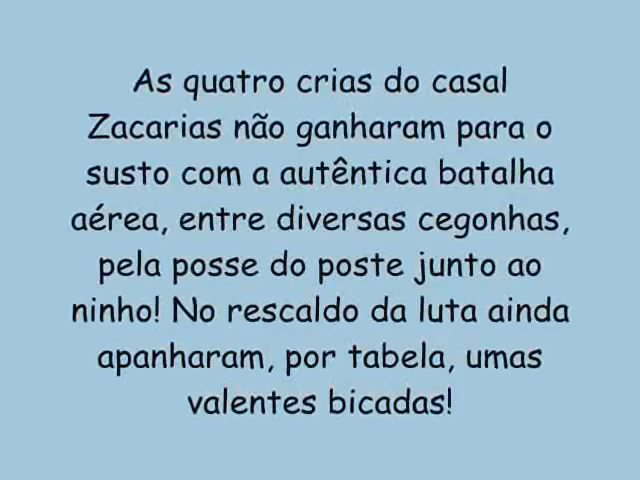 As quatro crias do casal
Zacarias não ganharam para o
susto com a autêntica batalha
aérea, entre diversas cegonhas,
pela posse do poste junto ao
ninho! No rescaldo da luta ainda
apanharam, por tabela, umas
valentes bicadas!